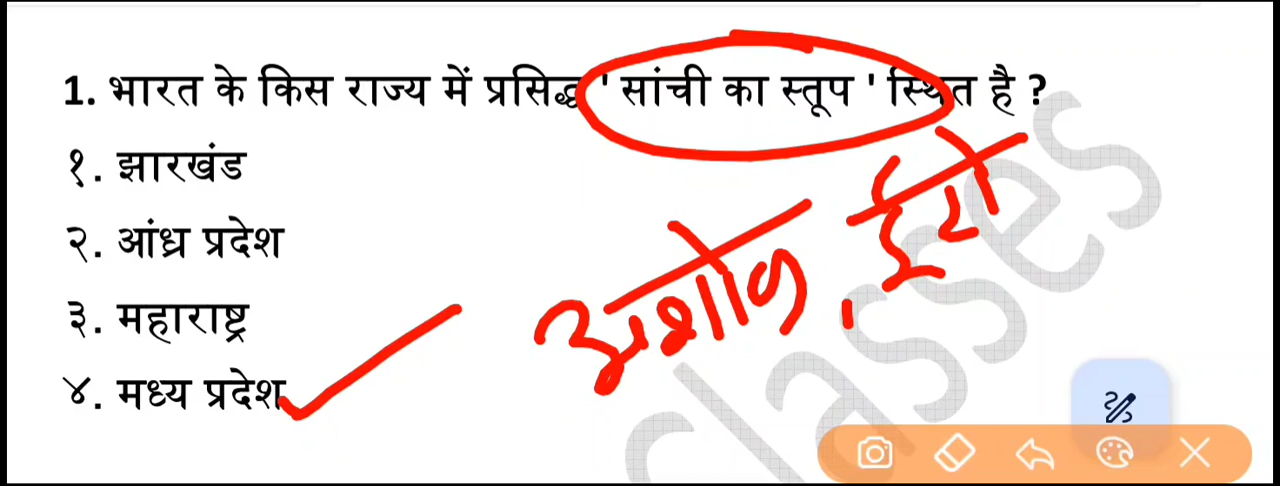 1. भारत के किस राज्य में प्रसिद्ध ' सांची का स्तूप ' स्थित है ?
१. झारखंड
२. आंध्र प्रदेश
३. महाराष्ट्र
४. मध्य प्रदेश
अशोक,
classes